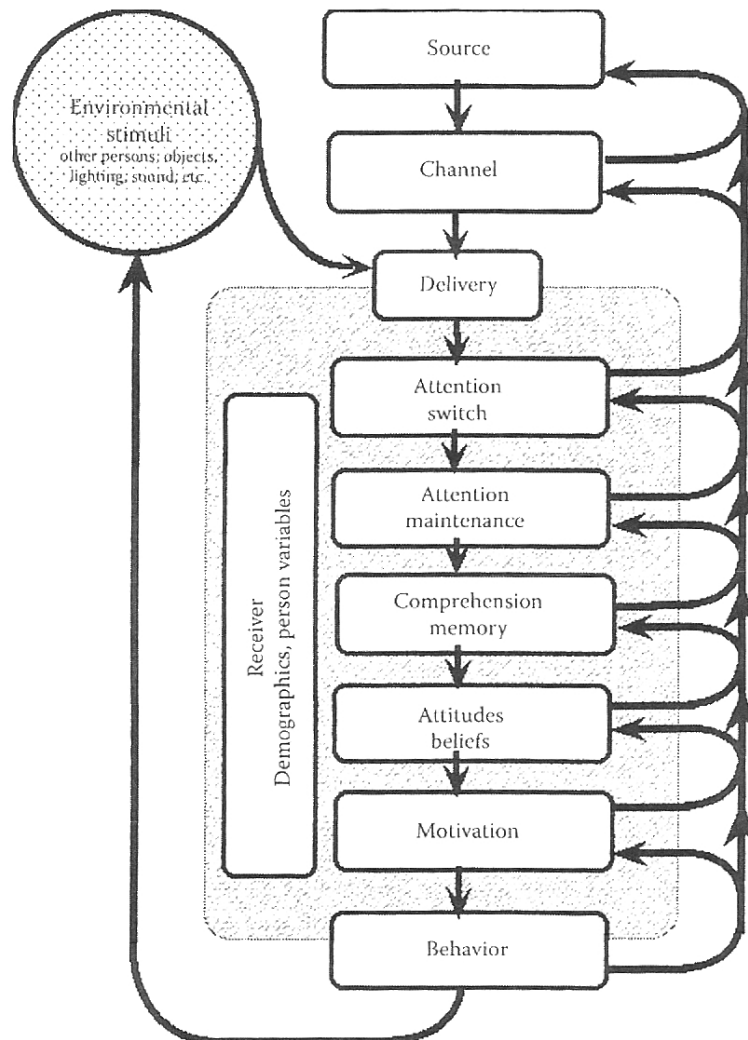 Source
Environmental
stimuli
other persons; objects,
lighting; sound; etc.
Channel
Delivery
Attention
switch
Attention
maintenance
Receiver
Demographics, person variables
Comprehension
memory
Attitudes
beliefs
Motivation
Behavior